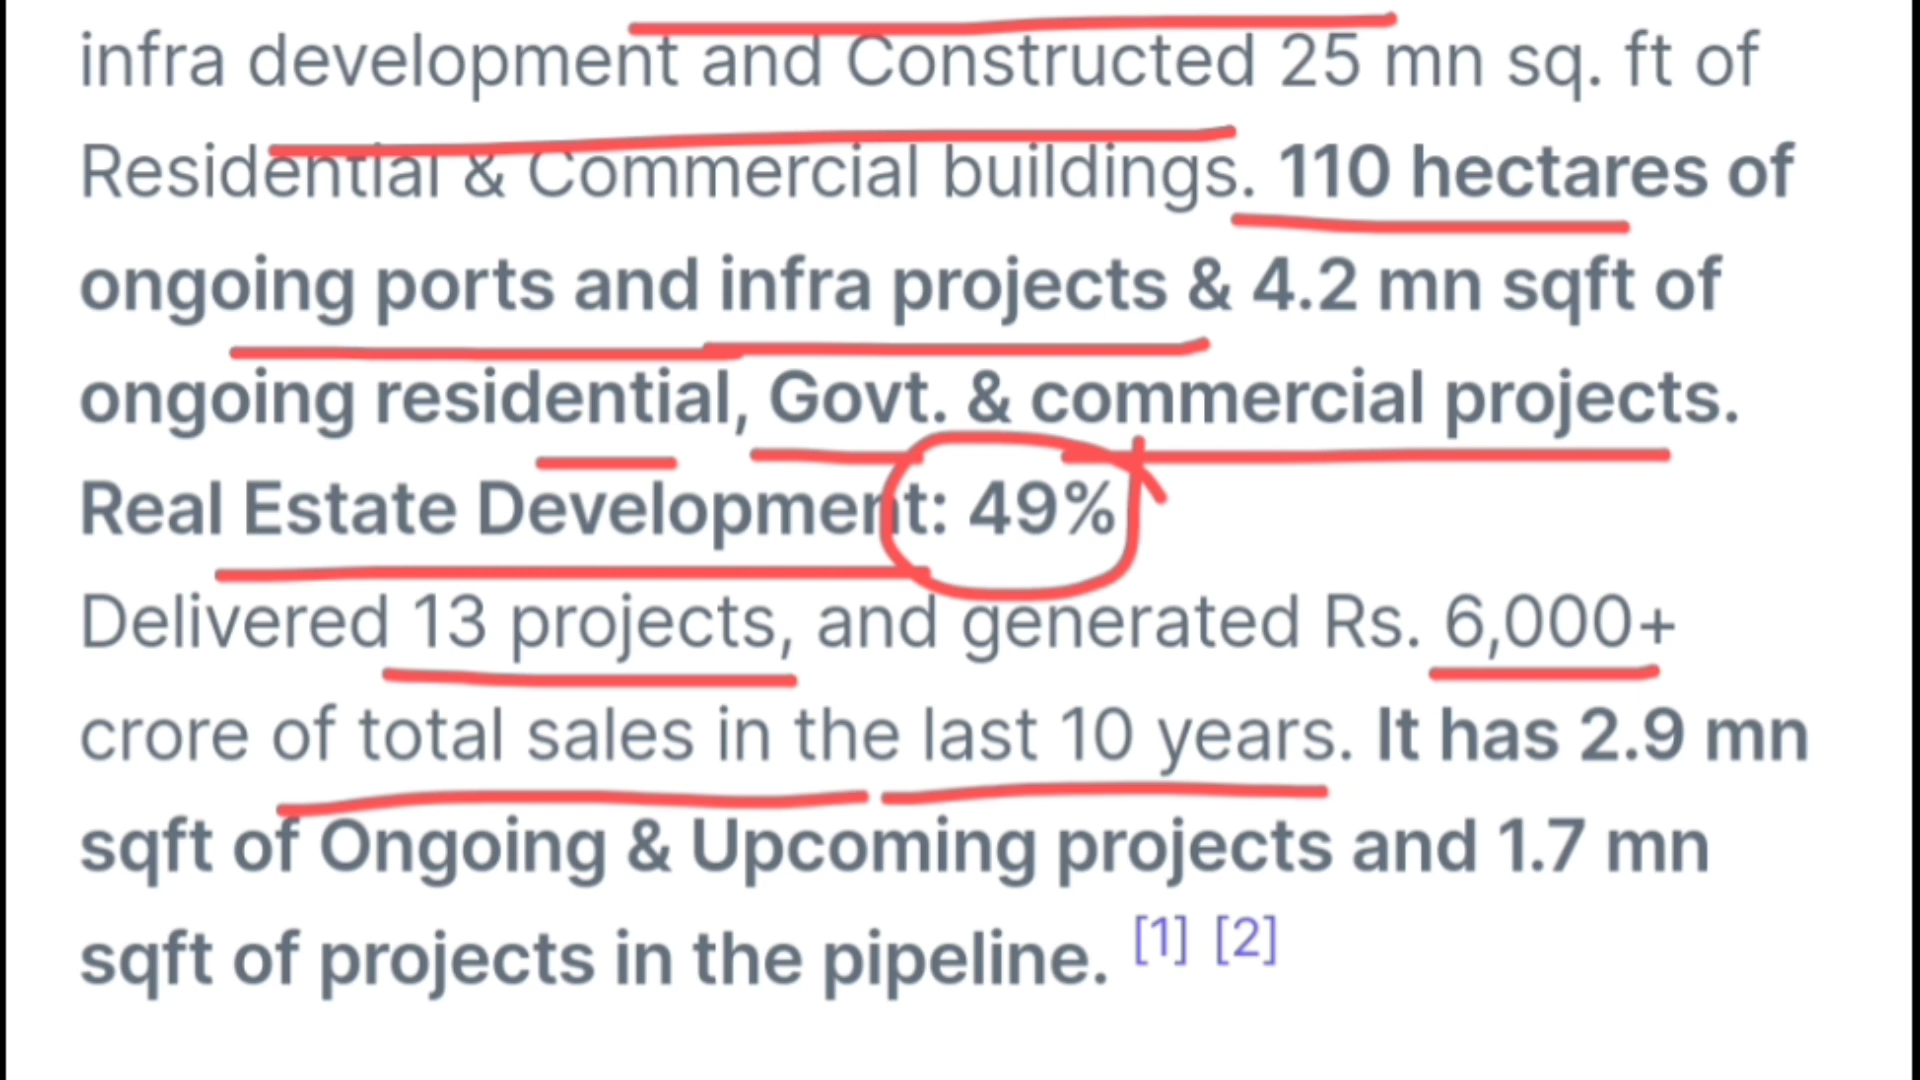 infra development and Constructed 25 mn sq. ft of
Residential & Commercial buildings. 110 hectares of
ongoing ports and infra projects & 4.2 mn sqft of
ongoing residential, Govt. & commercial projects.
Real Estate Development: 49%
Delivered 13 projects, and generated Rs. 6,000+
crore of total sales in the last 10 years. It has 2.9 mn
sqft of Ongoing & Upcoming projects and 1.7 mn
sqft of projects in the pipeline. [1] [2]